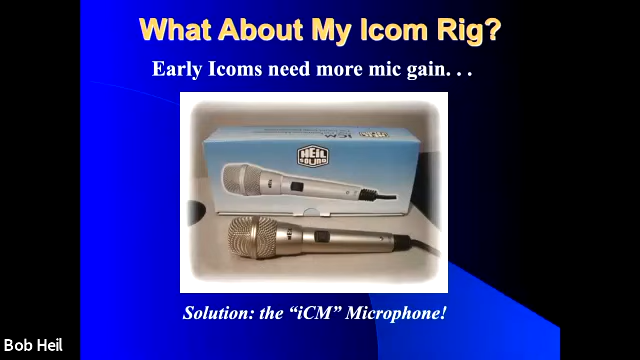 What About My Icom Rig?
Early Icoms need more mic gain. . .
iCM
HEIL
SOUND
Solution: the “iCM” Microphone!
Bob Heil